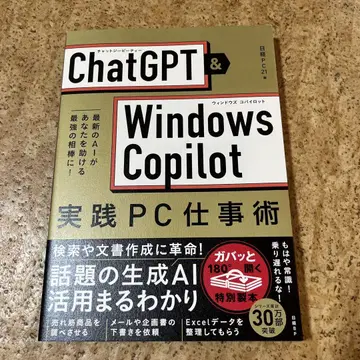 日経PC21 編
チャットジーピーティー
ChatGPT &
ウィンドウズ コパイロット
Windows
Copilot
最新のAIが
あなたを助ける
最強の相棒に!
実践PC仕事術
検索や文書作成に革命!
話題の生成AI
活用まるわかり
売れ筋商品を
調べさせる
メールや企画書の
下書きを依頼
Excelデータを
整理してもらう
ガバッと
180°開く
特別製本
もはや常識!
乗り遅れるな!
シリーズ累計
30万部
突破